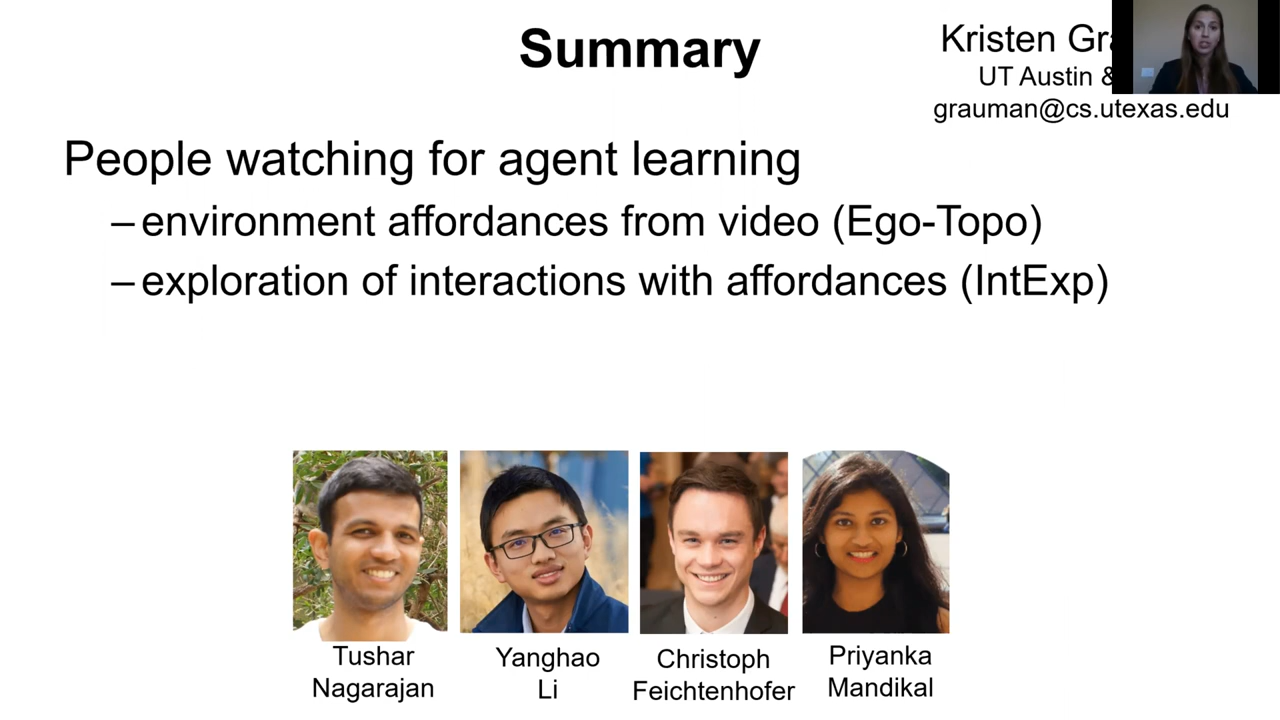 Summary
Kristen
UT Austin &
grauman@cs.utexas.edu
People watching for agent learning
– environment affordances from video (Ego-Topo)
– exploration of interactions with affordances (IntExp)
Tushar
Nagarajan
Yanghao
Li
Christoph
Feichtenhofer
Priyanka
Mandikal